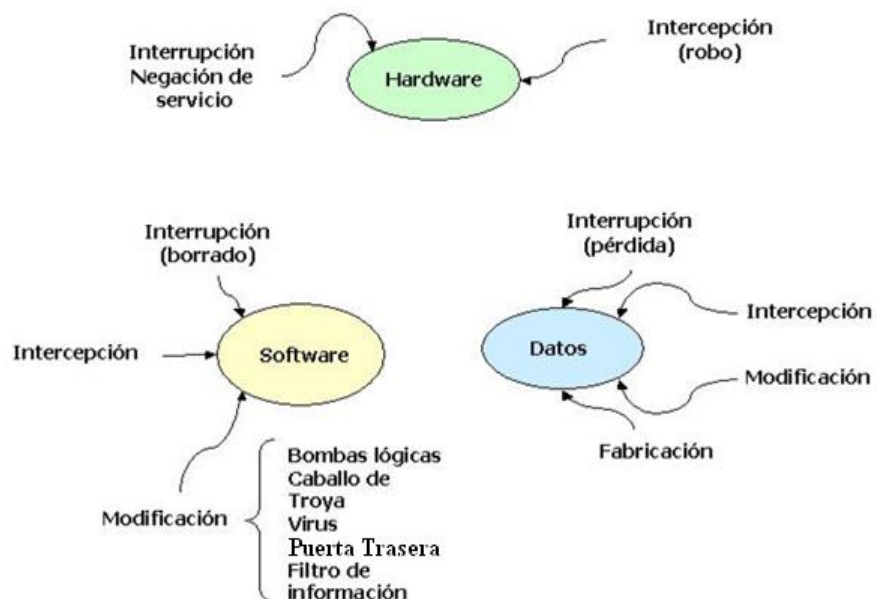 Interrupción
Negación de
servicio
Hardware
Intercepción
(robo)
Interrupción
(borrado)
Intercepción
Software
Modificación
Bombas lógicas
Caballo de
Troya
Virus
Puerta Trasera
Filtro de
información
Interrupción
(pérdida)
Datos
Intercepción
Modificación
Fabricación